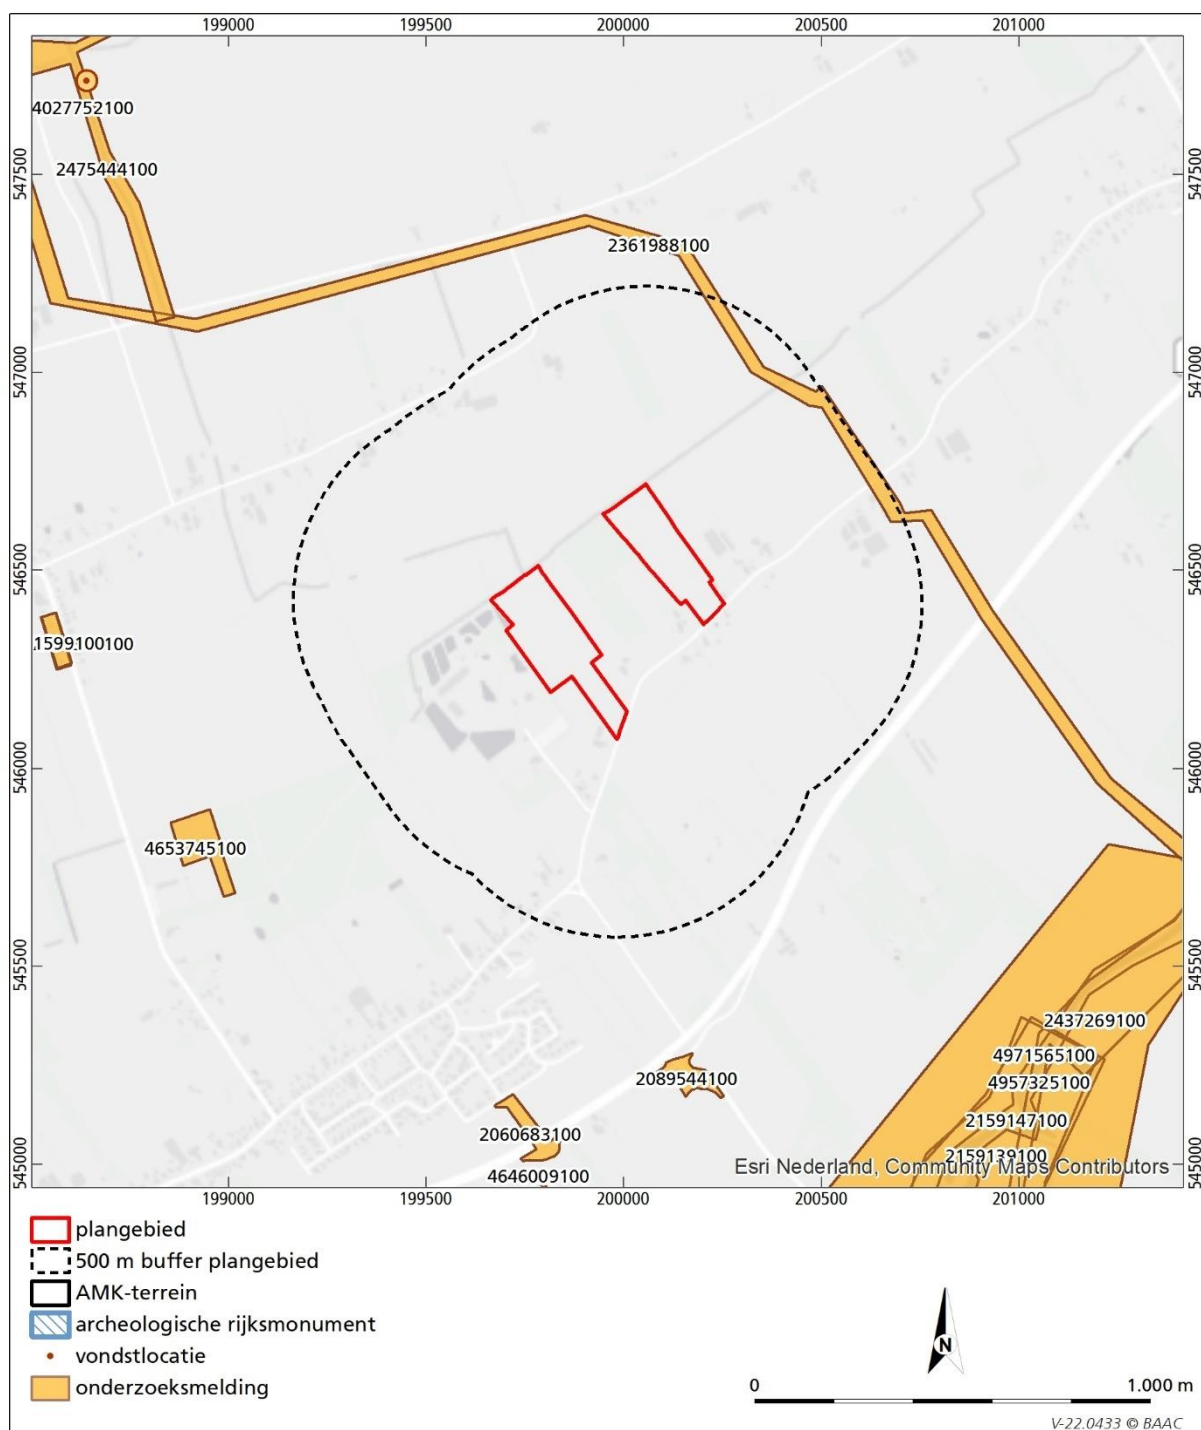 199000 199500 200000 200500 201000
4027752100
547500 547500
2475444100
2361988100
547000 547000
546500 546500
1599100100
546000 546000
4653745100
545500 545500
2437269100
4971565100
2089544100
4957325100
2159147100
2060683100
2159139100
545000 545000
4646009100
Esri Nederland, Community Maps Contributors
199000 199500 200000 200500 201000
plangebied
500 m buffer plangebied
AMK-terrein
archeologische rijksmonument
vondstlocatie
onderzoeksmelding
N
0 1.000 m
V-22.0433 © BAAC